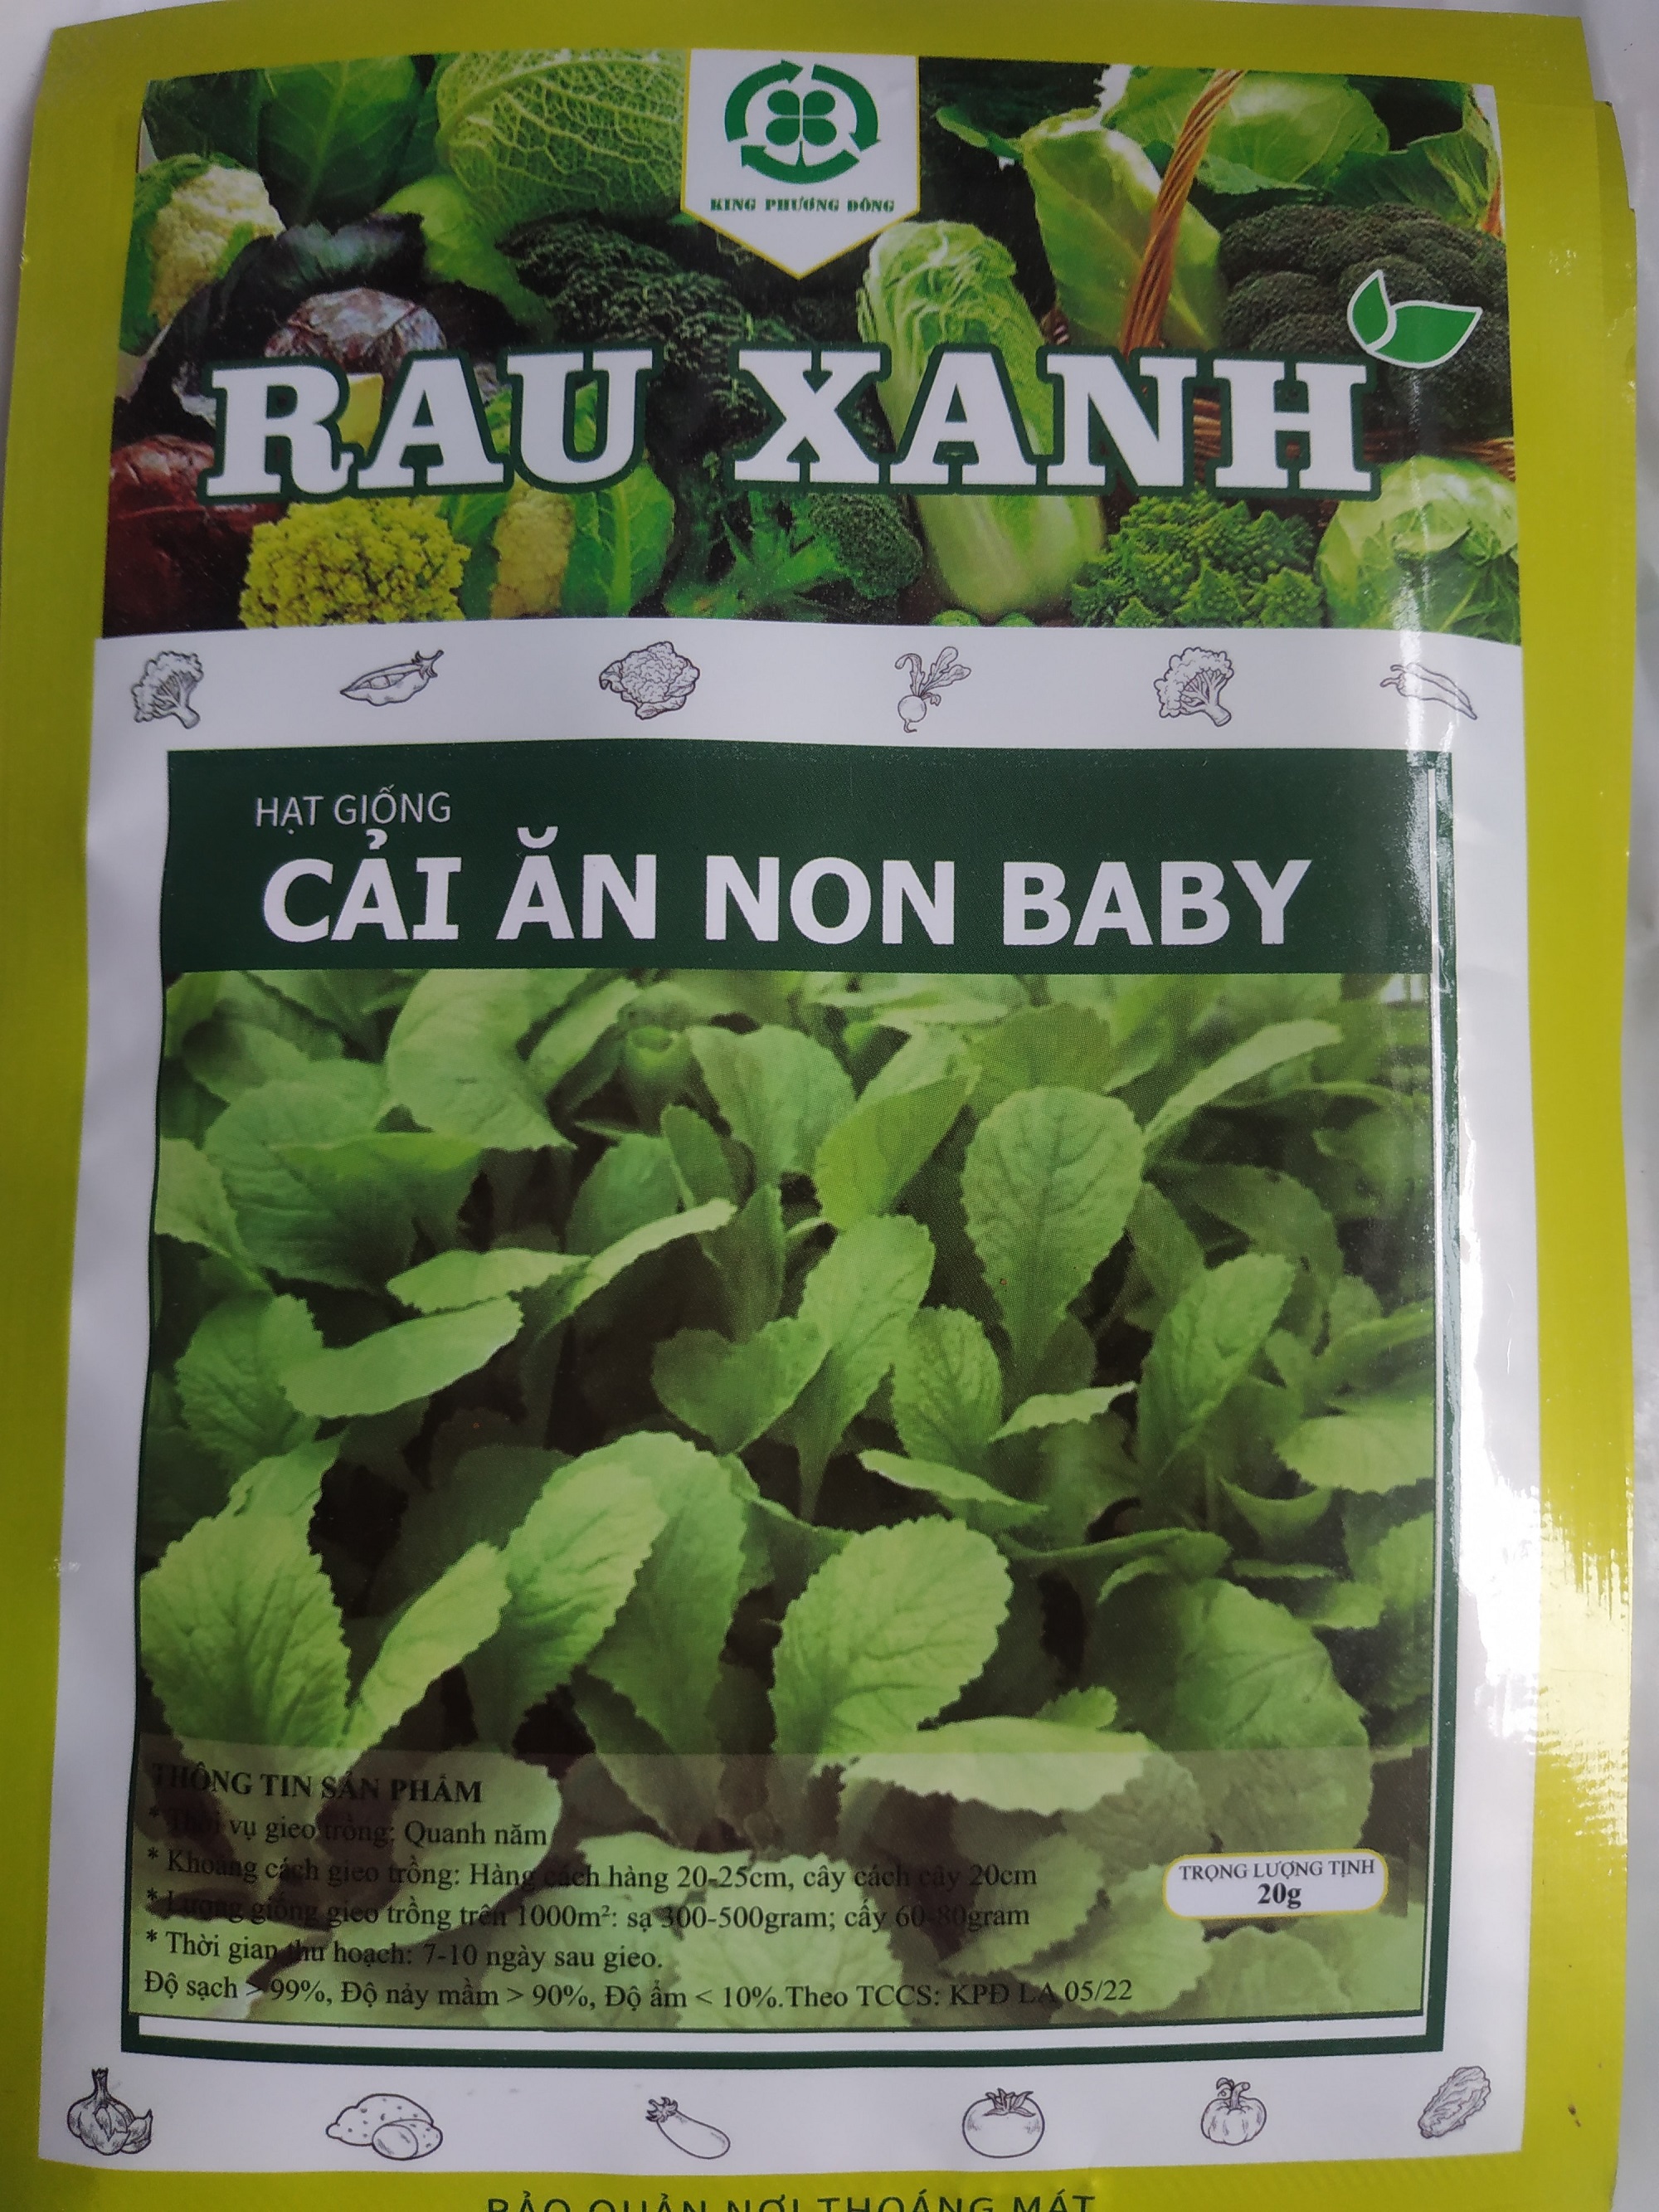 KING PHƯƠNG ĐÔNG
RAU XANH
HẠT GIỐNG
CẢI ĂN NON BABY
THÔNG TIN SẢN PHẨM
* Thời vụ gieo trồng: Quanh năm
* Khoảng cách gieo trồng: Hàng cách hàng 20-25cm, cây cách cây 20cm
* Lượng giống gieo trồng trên 1000m²: sạ 300-500gram; cấy 60-80gram
* Thời gian thu hoạch: 7-10 ngày sau gieo.
Độ sạch > 99%, Độ nảy mầm > 90%, Độ ẩm < 10%.Theo TCCS: KPĐ LA 05/22
TRỌNG LƯỢNG TỊNH
20g
BẢO QUẢN NƠI THOÁNG MÁT